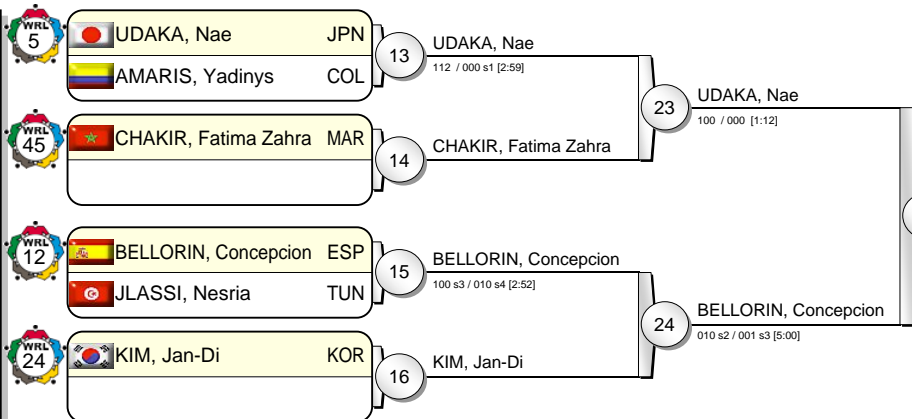 WRL
5
UDAKA, Nae JPN
AMARIS, Yadinys COL
13
UDAKA, Nae
112 / 000 s1 [2:59]
WRL
45
CHAKIR, Fatima Zahra MAR
14
CHAKIR, Fatima Zahra
23
UDAKA, Nae
100 / 000 [1:12]
WRL
12
BELLORIN, Concepcion ESP
JLASSI, Nesria TUN
15
BELLORIN, Concepcion
100 s3 / 010 s4 [2:52]
WRL
24
KIM, Jan-Di KOR
16
KIM, Jan-Di
24
BELLORIN, Concepcion
010 s2 / 001 s3 [5:00]